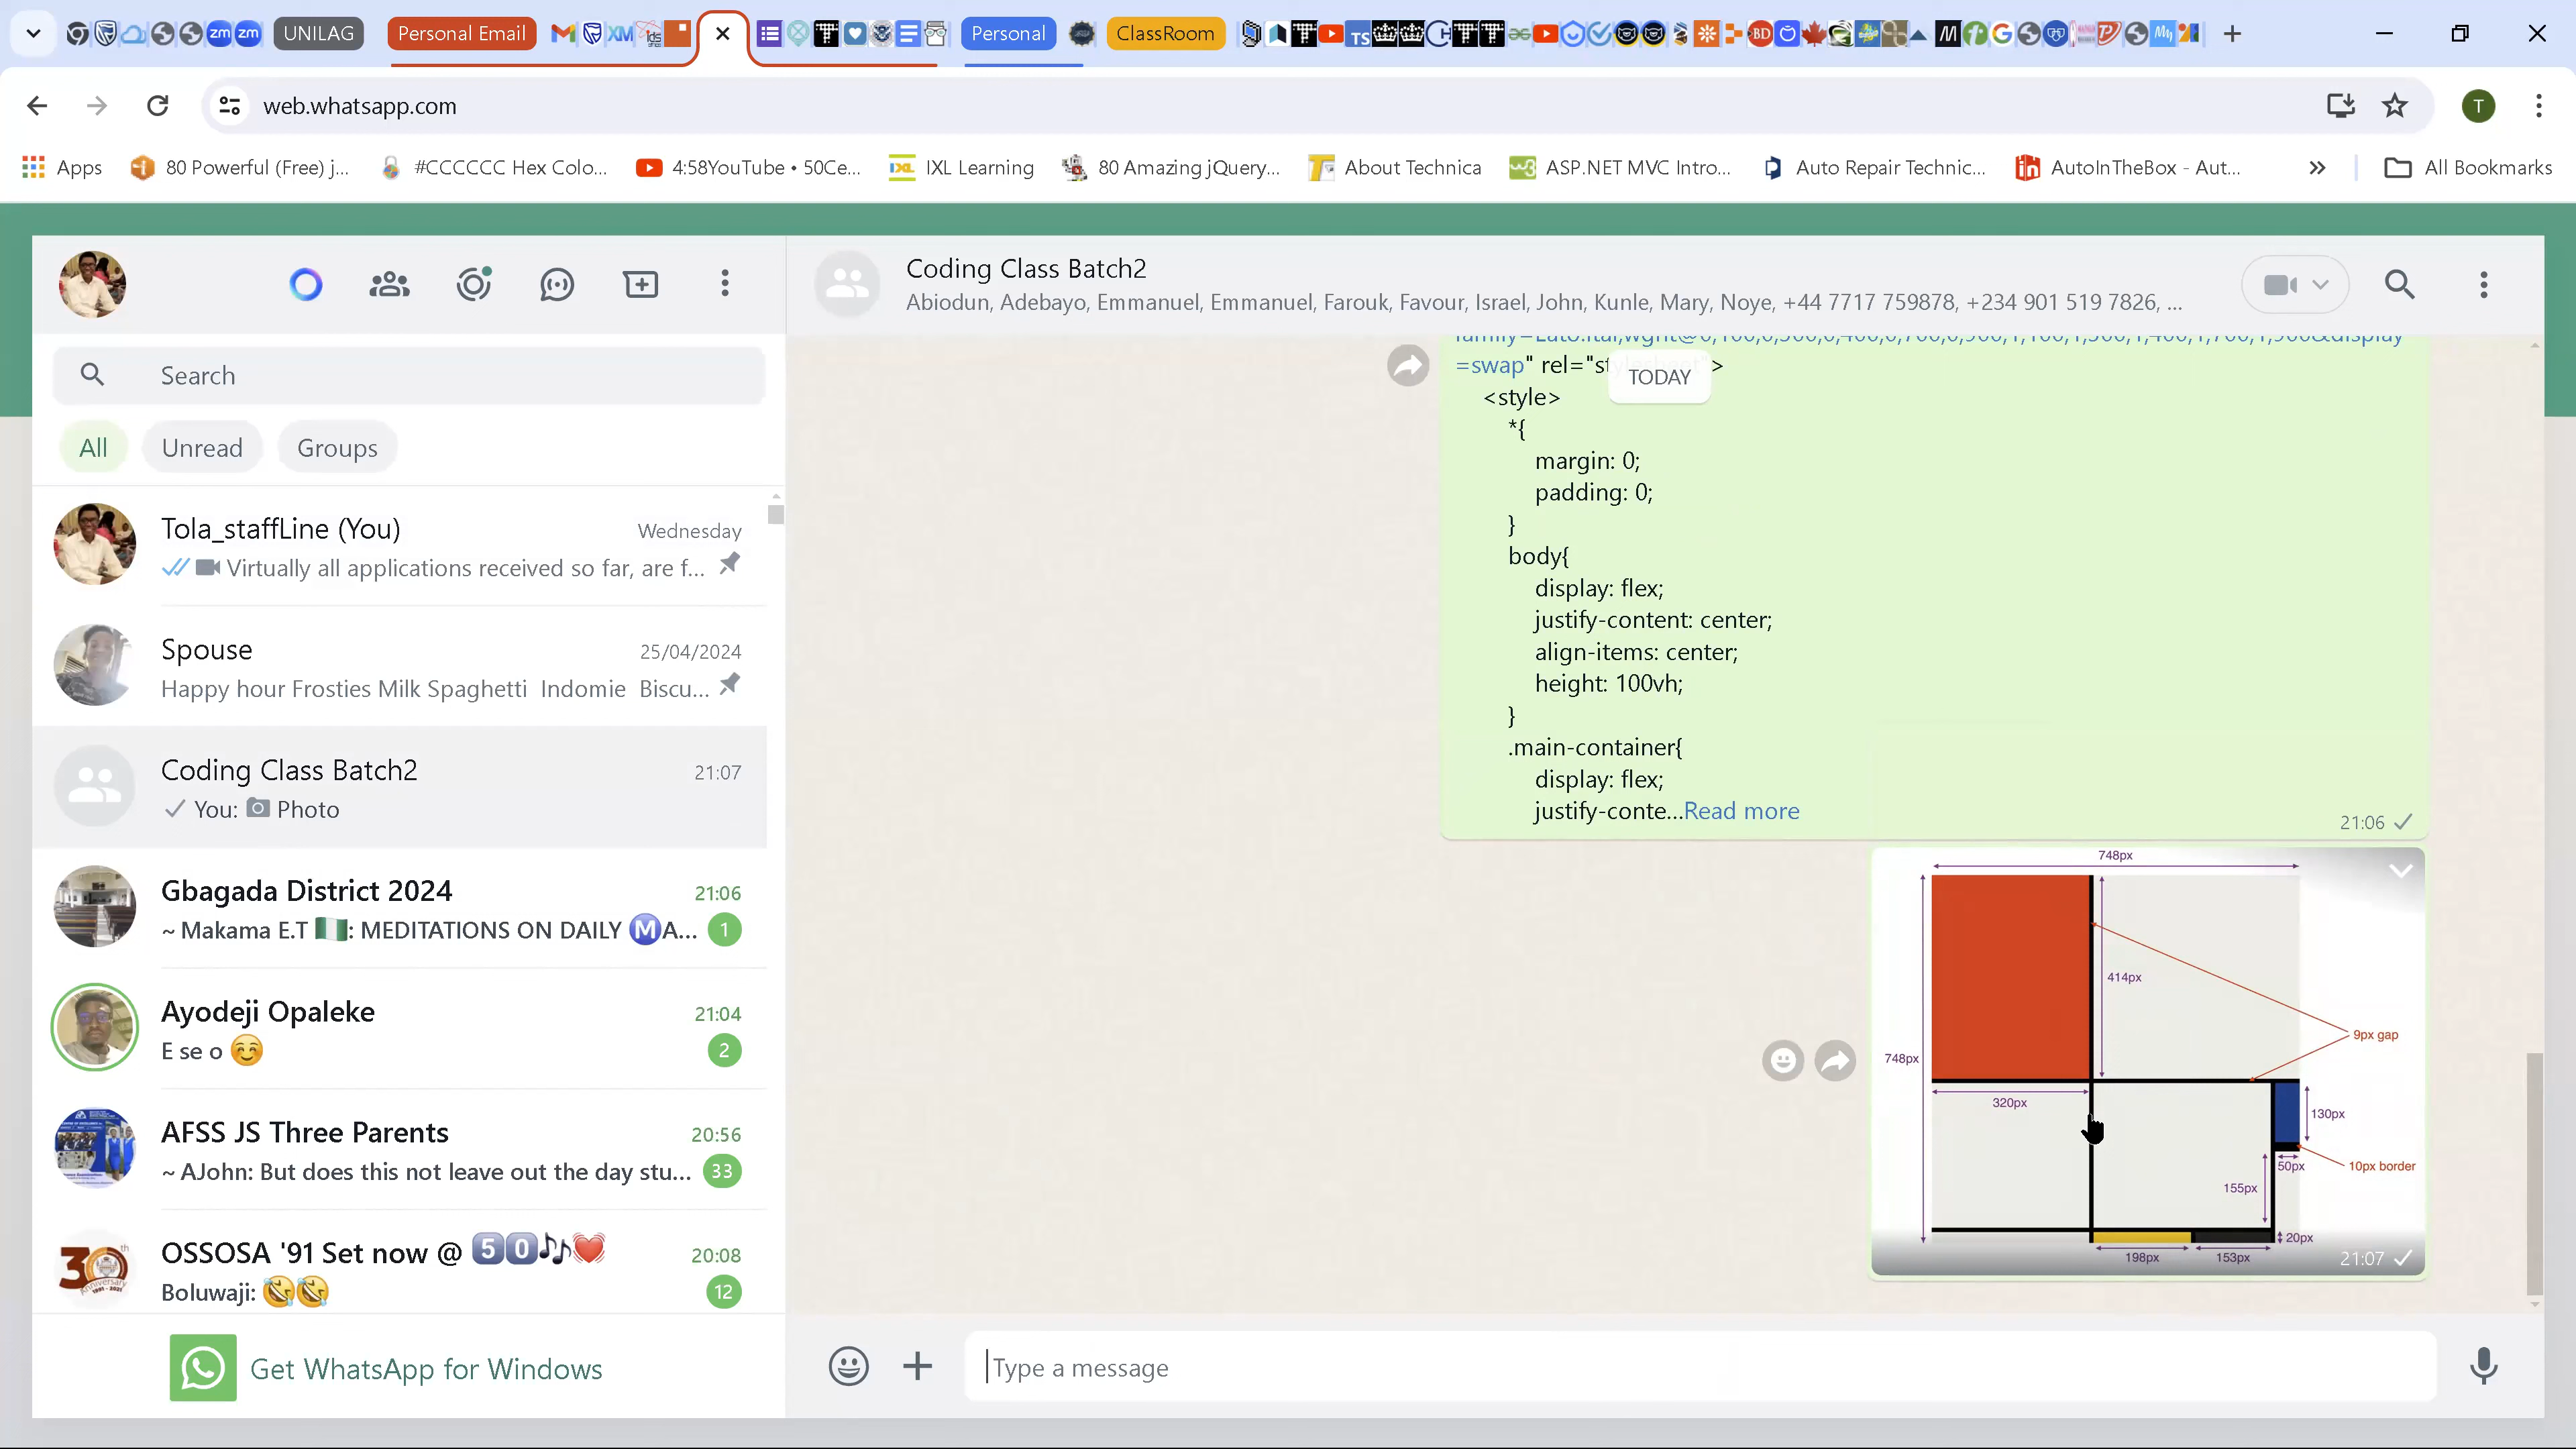 UNILAG
Personal Email
Personal
ClassRoom
web.whatsapp.com
T
Apps
80 Powerful (Free) j...
#CCCCCC Hex Colo...
4:58YouTube • 50Ce...
IXL Learning
80 Amazing jQuery...
About Technica
ASP.NET MVC Intro...
Auto Repair Technic...
AutoInTheBox - Aut...
All Bookmarks
Coding Class Batch2
Abiodun, Adebayo, Emmanuel, Emmanuel, Farouk, Favour, Israel, John, Kunle, Mary, Noye, +44 7717 759878, +234 901 519 7826, ...
Search
All
Unread
Groups
Tola_staffLine (You)
Wednesday
Virtually all applications received so far, are f...
Spouse
25/04/2024
Happy hour Frosties Milk Spaghetti Indomie Biscu...
Coding Class Batch2
21:07
You: Photo
Gbagada District 2024
21:06
~ Makama E.T 🇳🇬: MEDITATIONS ON DAILY ⓂA...
1
Ayodeji Opaleke
21:04
E se o ☺️
2
AFSS JS Three Parents
20:56
~ AJohn: But does this not leave out the day stu...
33
OSSOSA '91 Set now @ 5️⃣0️⃣🎶💓
20:08
Boluwaji: 🤣🤣
12
Get WhatsApp for Windows
=swap" rel="st >
TODAY
<style>
*{
margin: 0;
padding: 0;
}
body{
display: flex;
justify-content: center;
align-items: center;
height: 100vh;
}
.main-container{
display: flex;
justify-conte...Read more
21:06
748px
414px
9px gap
748px
320px
130px
50px
10px border
155px
20px
198px
153px
21:07
Type a message